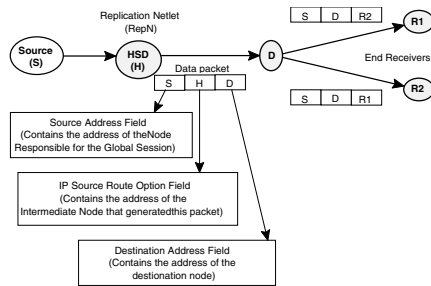 Replication Netlet
(RepN)
S D R2
R1
Source
(S)
HSD
(H)
D
End Receivers
Data packet
S H D
R2
S D R1
Source Address Field
(Contains the address of theNode
Responsible for the Global Session)
IP Source Route Option Field
(Contains the address of the
Intermediate Node that generatedthis packet)
Destination Address Field
(Contains the address of the
destionation node)